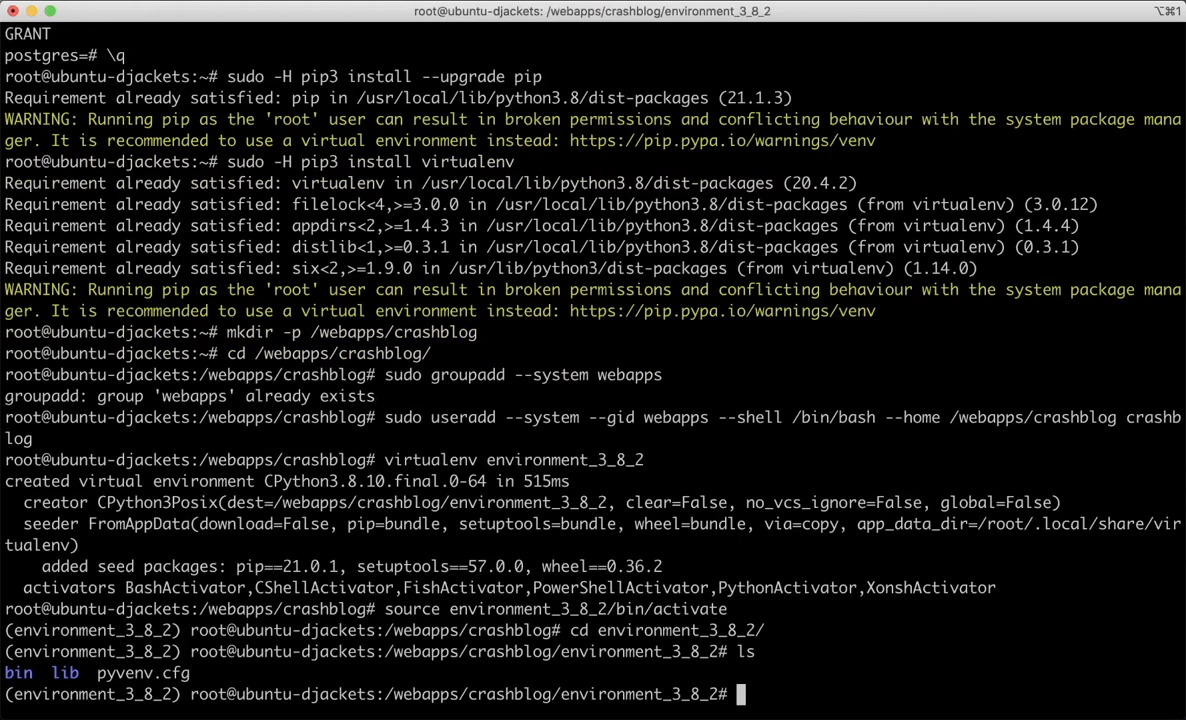 root@ubuntu-djackets: /webapps/crashblog/environment_3_8_2
⌥⌘1
GRANT
postgres=# \q
root@ubuntu-djackets:~# sudo -H pip3 install --upgrade pip
Requirement already satisfied: pip in /usr/local/lib/python3.8/dist-packages (21.1.3)
WARNING: Running pip as the 'root' user can result in broken permissions and conflicting behaviour with the system package mana
ger. It is recommended to use a virtual environment instead: https://pip.pypa.io/warnings/venv
root@ubuntu-djackets:~# sudo -H pip3 install virtualenv
Requirement already satisfied: virtualenv in /usr/local/lib/python3.8/dist-packages (20.4.2)
Requirement already satisfied: filelock<4,>=3.0.0 in /usr/local/lib/python3.8/dist-packages (from virtualenv) (3.0.12)
Requirement already satisfied: appdirs<2,>=1.4.3 in /usr/local/lib/python3.8/dist-packages (from virtualenv) (1.4.4)
Requirement already satisfied: distlib<1,>=0.3.1 in /usr/local/lib/python3.8/dist-packages (from virtualenv) (0.3.1)
Requirement already satisfied: six<2,>=1.9.0 in /usr/lib/python3/dist-packages (from virtualenv) (1.14.0)
WARNING: Running pip as the 'root' user can result in broken permissions and conflicting behaviour with the system package mana
ger. It is recommended to use a virtual environment instead: https://pip.pypa.io/warnings/venv
root@ubuntu-djackets:~# mkdir -p /webapps/crashblog
root@ubuntu-djackets:~# cd /webapps/crashblog/
root@ubuntu-djackets:/webapps/crashblog# sudo groupadd --system webapps
groupadd: group 'webapps' already exists
root@ubuntu-djackets:/webapps/crashblog# sudo useradd --system --gid webapps --shell /bin/bash --home /webapps/crashblog crashb
log
root@ubuntu-djackets:/webapps/crashblog# virtualenv environment_3_8_2
created virtual environment CPython3.8.10.final.0-64 in 515ms
  creator CPython3Posix(dest=/webapps/crashblog/environment_3_8_2, clear=False, no_vcs_ignore=False, global=False)
  seeder FromAppData(download=False, pip=bundle, setuptools=bundle, wheel=bundle, via=copy, app_data_dir=/root/.local/share/vir
tualenv)
    added seed packages: pip==21.0.1, setuptools==57.0.0, wheel==0.36.2
  activators BashActivator,CShellActivator,FishActivator,PowerShellActivator,PythonActivator,XonshActivator
root@ubuntu-djackets:/webapps/crashblog# source environment_3_8_2/bin/activate
(environment_3_8_2) root@ubuntu-djackets:/webapps/crashblog# cd environment_3_8_2/
(environment_3_8_2) root@ubuntu-djackets:/webapps/crashblog/environment_3_8_2# ls
bin  lib  pyvenv.cfg
(environment_3_8_2) root@ubuntu-djackets:/webapps/crashblog/environment_3_8_2#